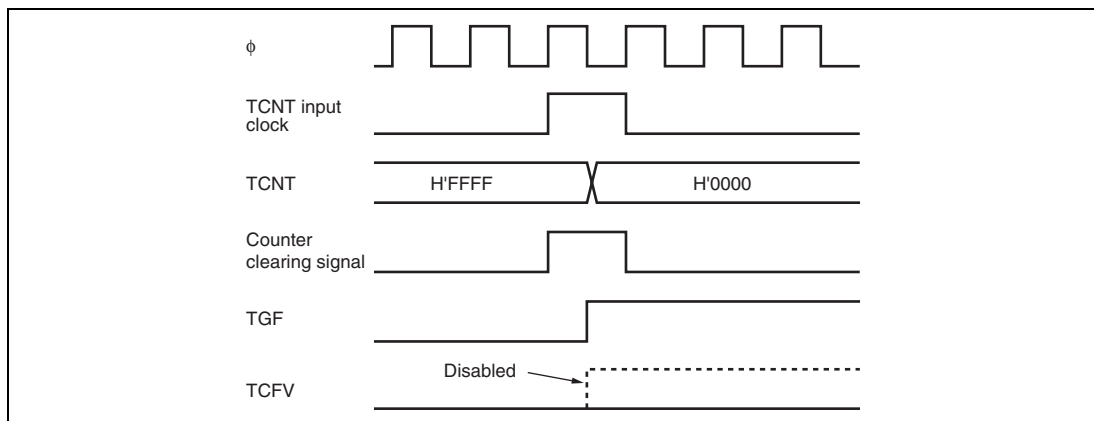 ϕ
TCNT input
clock
TCNT
H'FFFF
H'0000
Counter
clearing signal
TGF
Disabled
TCFV